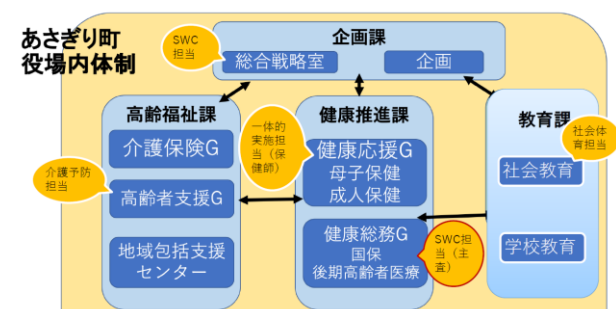 あさぎり町
役場内体制
SWC
担当
企画課
総合戦略室
企画
高齢福祉課
介護保険G
介護予防
担当
高齢者支援G
地域包括支援
センター
健康推進課
一体的
実施担
当（保
健師）
健康応援G
母子保健
成人保健
健康総務G
国保
後期高齢者医療
SWC担
当（主
査）
教育課
社会体
育担当
社会教育
学校教育